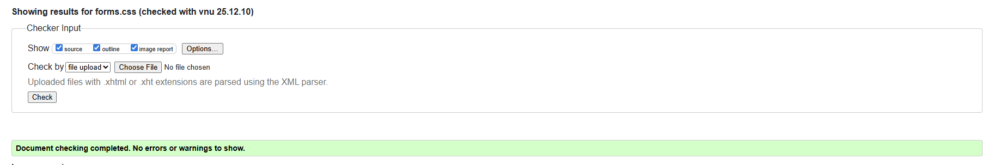 Showing results for forms.css (checked with vnu 25.12.10)
Checker Input
Show source outline image report Options...
Check by file upload Choose File No file chosen
Uploaded files with .xhtml or .xht extensions are parsed using the XML parser.
Check
Document checking completed. No errors or warnings to show.